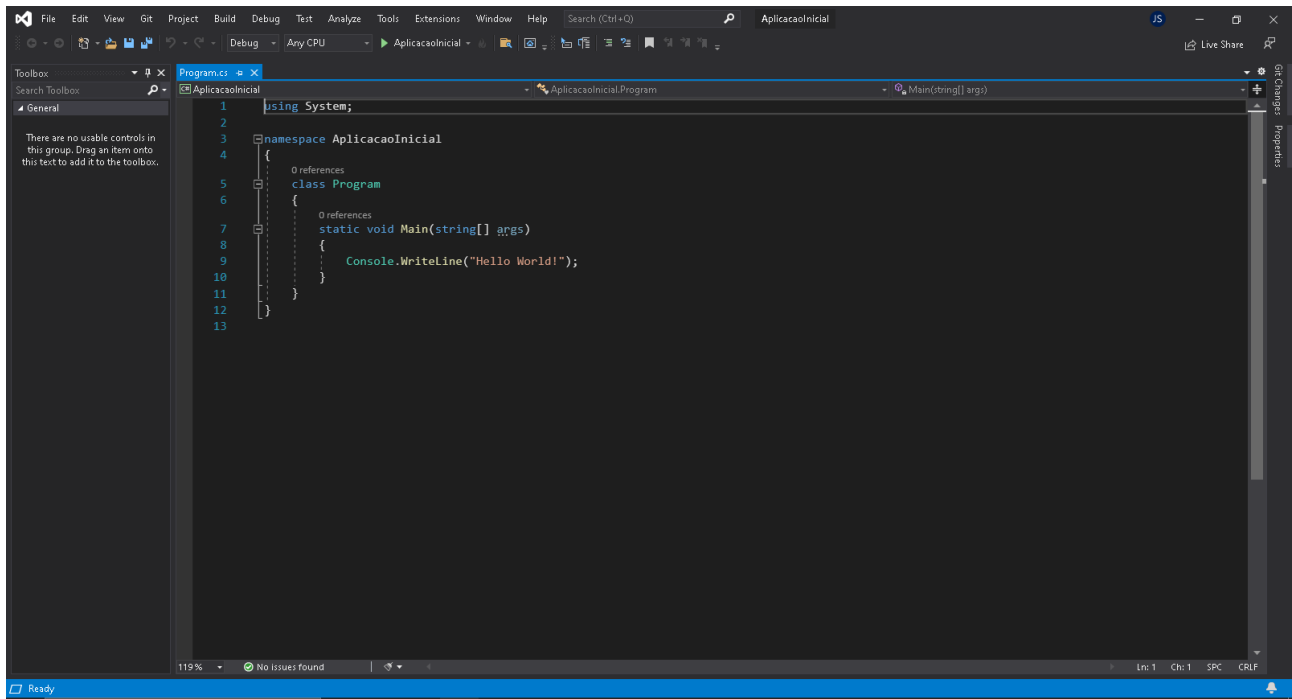 File Edit View Git Project Build Debug Test Analyze Tools Extensions Window Help Search (Ctrl+Q) AplicacaoInicial JS
Debug Any CPU AplicacaoInicial Live Share
Toolbox
Search Toolbox
General
There are no usable controls in
this group. Drag an item onto
this text to add it to the toolbox.
Program.cs
AplicacaoInicial AplicacaoInicial.Program Main(string[] args)
1 using System;
2
3 namespace AplicacaoInicial
4 {
0 references
5 class Program
6 {
0 references
7 static void Main(string[] args)
8 {
9 Console.WriteLine("Hello World!");
10 }
11 }
12 }
13
Git Changes
Properties
119 % No issues found Ln: 1 Ch: 1 SPC CRLF
Ready